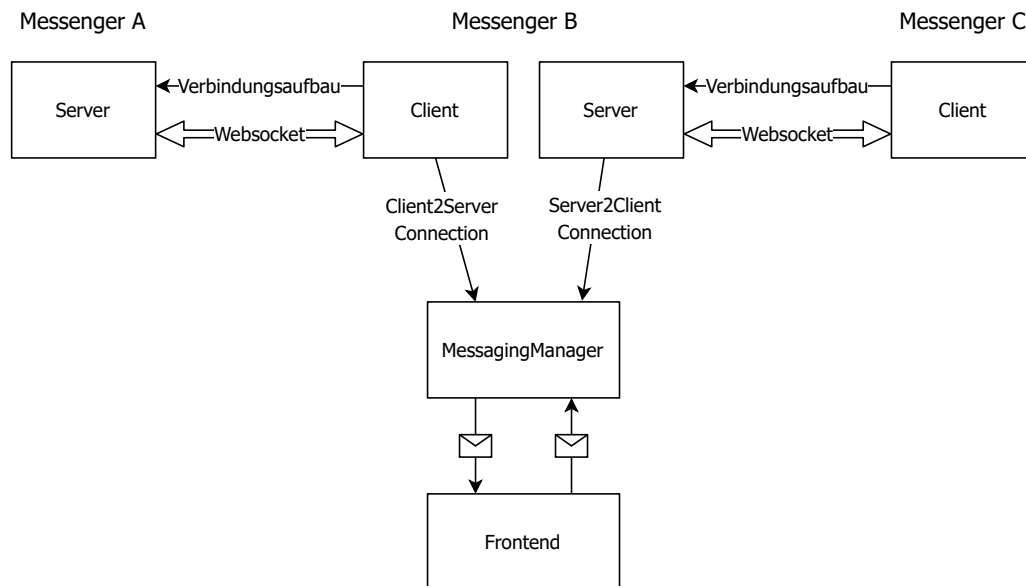 Messenger A
Messenger B
Messenger C
Server
Verbindungsaufbau
Websocket
Client
Server
Verbindungsaufbau
Websocket
Client
Client2Server
Connection
Server2Client
Connection
MessagingManager
Frontend